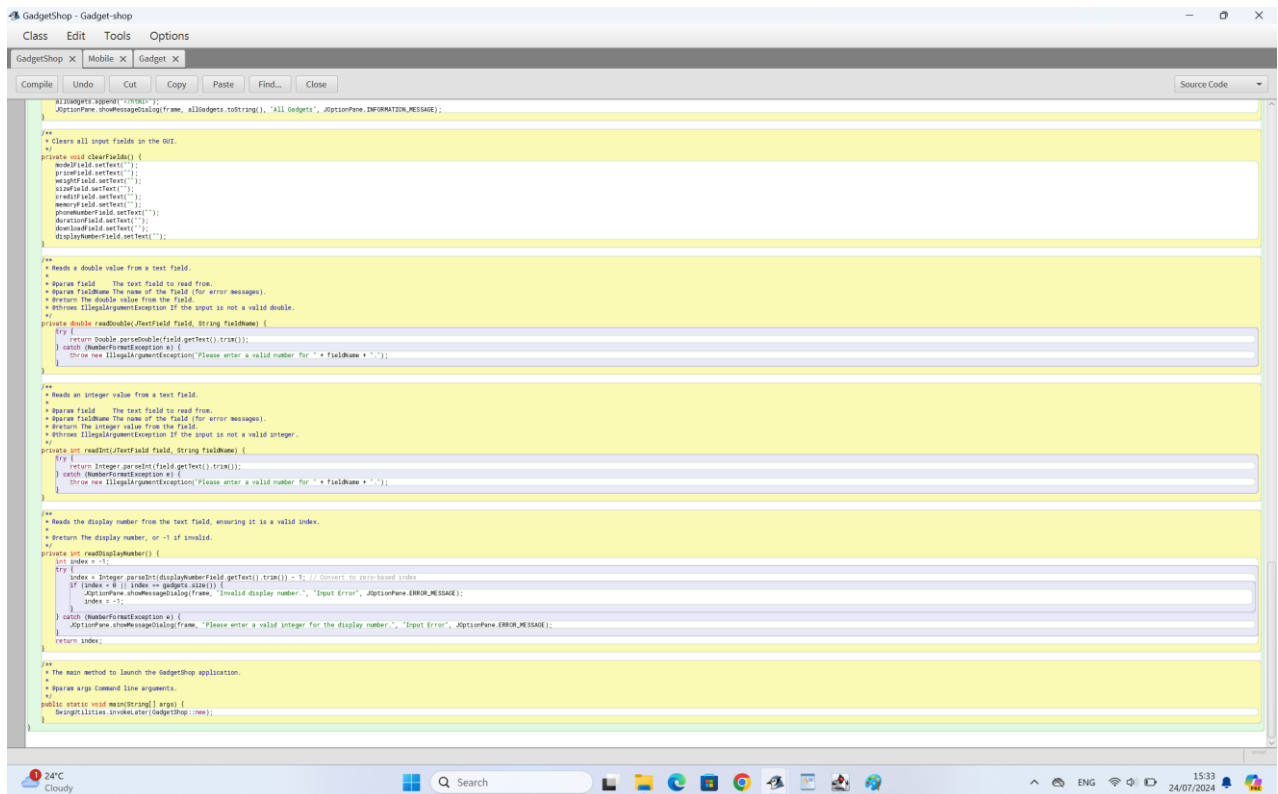 GadgetShop - Gadget-shop
Class Edit Tools Options
GadgetShop X Mobile X Gadget X
Compile Undo Cut Copy Paste Find... Close Source Code
allGadgets.append("</html>");
JOptionPane.showMessageDialog(frame, allGadgets.toString(), "All Gadgets", JOptionPane.INFORMATION_MESSAGE);
}
/**
* Clears all input fields in the GUI.
*/
private void clearFields() {
modelField.setText("");
priceField.setText("");
weightField.setText("");
sizeField.setText("");
creditField.setText("");
memoryField.setText("");
phoneNumberField.setText("");
durationField.setText("");
downloadField.setText("");
displayNumberField.setText("");
}
/**
* Reads a double value from a text field.
*
* @param field The text field to read from.
* @param fieldName The name of the field (for error messages).
* @return The double value from the field.
* @throws IllegalArgumentException If the input is not a valid double.
*/
private double readDouble(JTextField field, String fieldName) {
try {
return Double.parseDouble(field.getText().trim());
} catch (NumberFormatException e) {
throw new IllegalArgumentException("Please enter a valid number for " + fieldName + ".");
}
}
/**
* Reads an integer value from a text field.
*
* @param field The text field to read from.
* @param fieldName The name of the field (for error messages).
* @return The integer value from the field.
* @throws IllegalArgumentException If the input is not a valid integer.
*/
private int readInt(JTextField field, String fieldName) {
try {
return Integer.parseInt(field.getText().trim());
} catch (NumberFormatException e) {
throw new IllegalArgumentException("Please enter a valid number for " + fieldName + ".");
}
}
/**
* Reads the display number from the text field, ensuring it is a valid index.
*
* @return The display number, or -1 if invalid.
*/
private int readDisplayNumber() {
int index = -1;
try {
index = Integer.parseInt(displayNumberField.getText().trim()) - 1; // Convert to zero-based index
if (index < 0 || index >= gadgets.size()) {
JOptionPane.showMessageDialog(frame, "Invalid display number.", "Input Error", JOptionPane.ERROR_MESSAGE);
index = -1;
}
} catch (NumberFormatException e) {
JOptionPane.showMessageDialog(frame, "Please enter a valid integer for the display number.", "Input Error", JOptionPane.ERROR_MESSAGE);
}
return index;
}
/**
* The main method to launch the GadgetShop application.
*
* @param args Command line arguments.
*/
public static void main(String[] args) {
SwingUtilities.invokeLater(GadgetShop::new);
}
}
saved
1 24°C
Cloudy
Search
ENG
15:33
24/07/2024
PRE